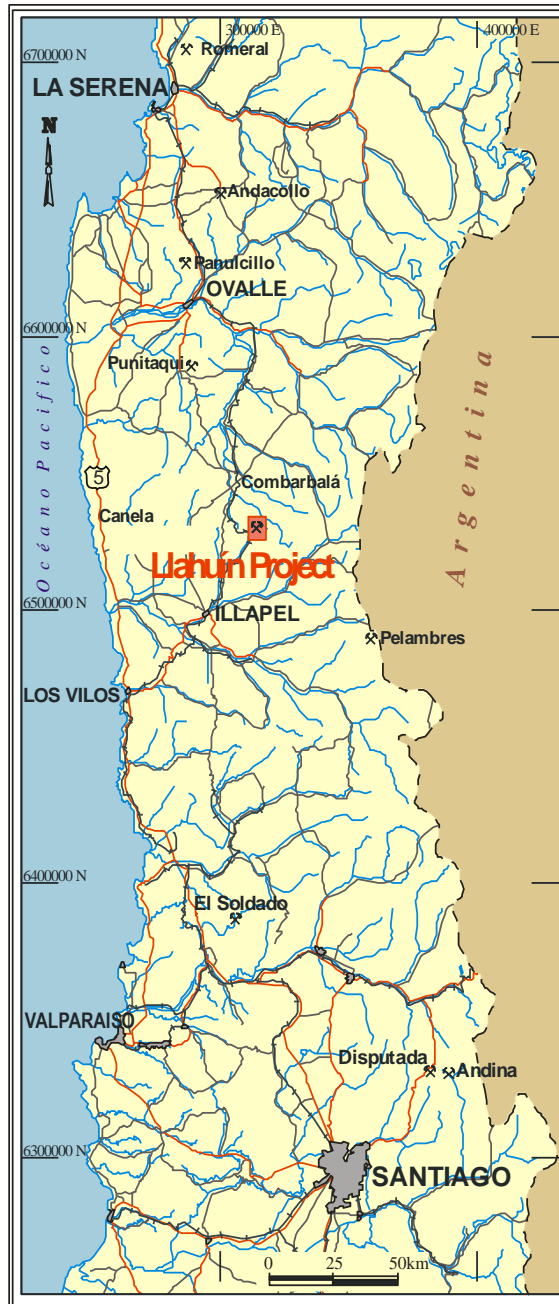 300000 E
400000 E
6700000 N
Romeral
LA SERENA
N
Andacollo
Panulcillo
OVALLE
6600000 N
Punitaqui
Océano Pacifico
Argentina
Combarbalá
5
Canela
Llahuín Project
6500000 N
ILLAPEL
Pelambres
LOS VILOS
6400000 N
El Soldado
VALPARAISO
Disputada
Andina
6300000 N
SANTIAGO
0 25 50km